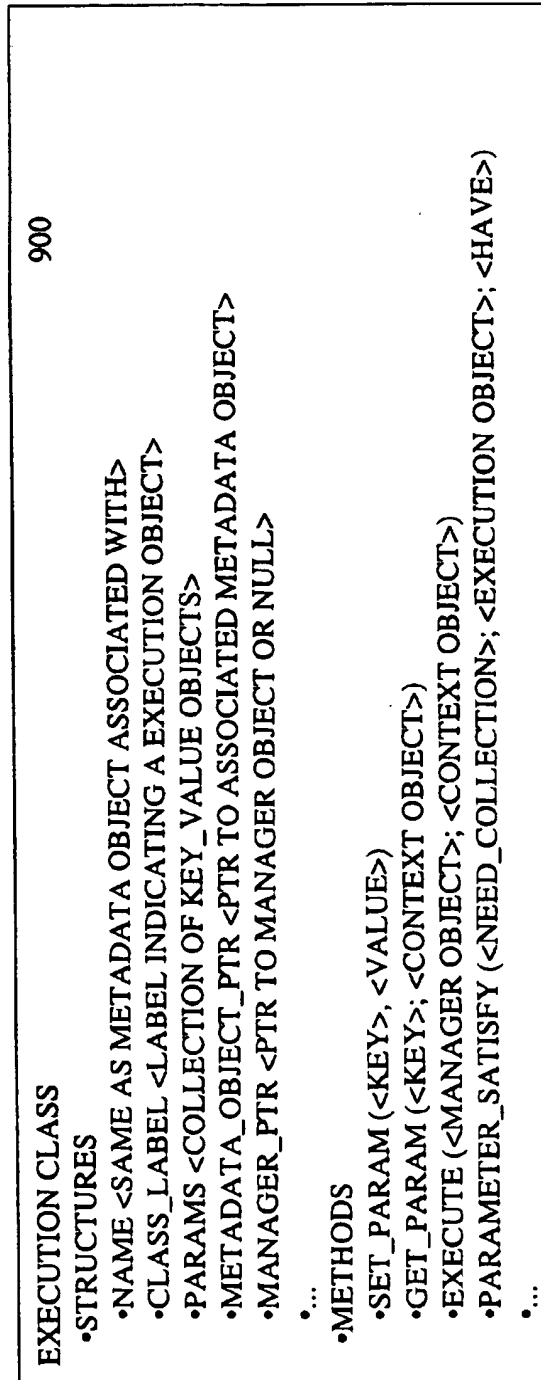 EXECUTION CLASS 900
•STRUCTURES
•NAME <SAME AS METADATA OBJECT ASSOCIATED WITH>
•CLASS_LABEL <LABEL INDICATING A EXECUTION OBJECT>
•PARAMS <COLLECTION OF KEY_VALUE OBJECTS>
•METADATA_OBJECT_PTR <PTR TO ASSOCIATED METADATA OBJECT>
•MANAGER_PTR <PTR TO MANAGER OBJECT OR NULL>
•...
•METHODS
•SET_PARAM (<KEY>, <VALUE>)
•GET_PARAM (<KEY>; <CONTEXT OBJECT>)
•EXECUTE (<MANAGER OBJECT>; <CONTEXT OBJECT>)
•PARAMETER_SATISFY (<NEED_COLLECTION>; <EXECUTION OBJECT>; <HAVE>)
•...